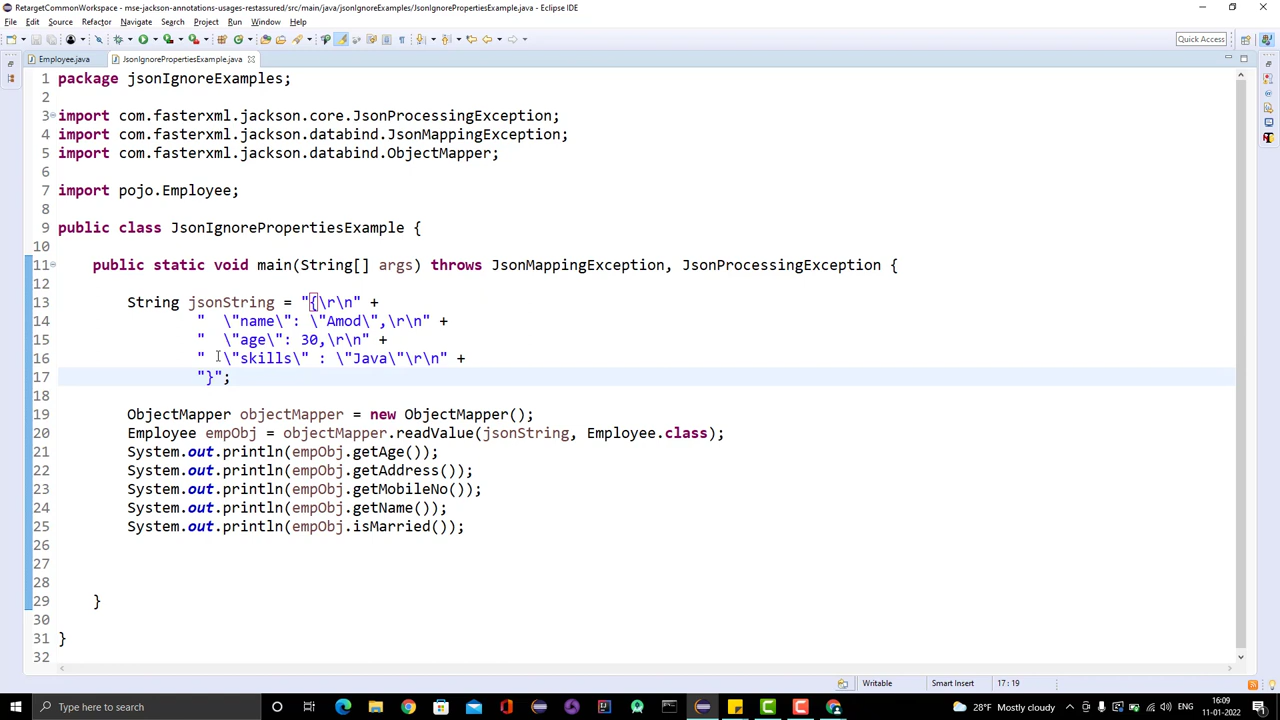 RetargetCommonWorkspace - mse-jackson-annotations-usages-restassured/src/main/java/jsonIgnoreExamples/JsonIgnorePropertiesExample.java - Eclipse IDE
File Edit Source Refactor Navigate Search Project Run Window Help
Quick Access
Employee.java JsonIgnorePropertiesExample.java
1 package jsonIgnoreExamples;
2
3 import com.fasterxml.jackson.core.JsonProcessingException;
4 import com.fasterxml.jackson.databind.JsonMappingException;
5 import com.fasterxml.jackson.databind.ObjectMapper;
6
7 import pojo.Employee;
8
9 public class JsonIgnorePropertiesExample {
10
11 public static void main(String[] args) throws JsonMappingException, JsonProcessingException {
12
13 String jsonString = "{\r\n" +
14 "  \"name\": \"Amod\",\r\n" +
15 "  \"age\": 30,\r\n" +
16 "  \"skills\" : \"Java\"\r\n" +
17 "}";
18
19 ObjectMapper objectMapper = new ObjectMapper();
20 Employee empObj = objectMapper.readValue(jsonString, Employee.class);
21 System.out.println(empObj.getAge());
22 System.out.println(empObj.getAddress());
23 System.out.println(empObj.getMobileNo());
24 System.out.println(empObj.getName());
25 System.out.println(empObj.isMarried());
26
27
28
29 }
30
31 }
32
Writable Smart Insert 17 : 19
Type here to search
28°F Mostly cloudy
16:09
11-01-2022